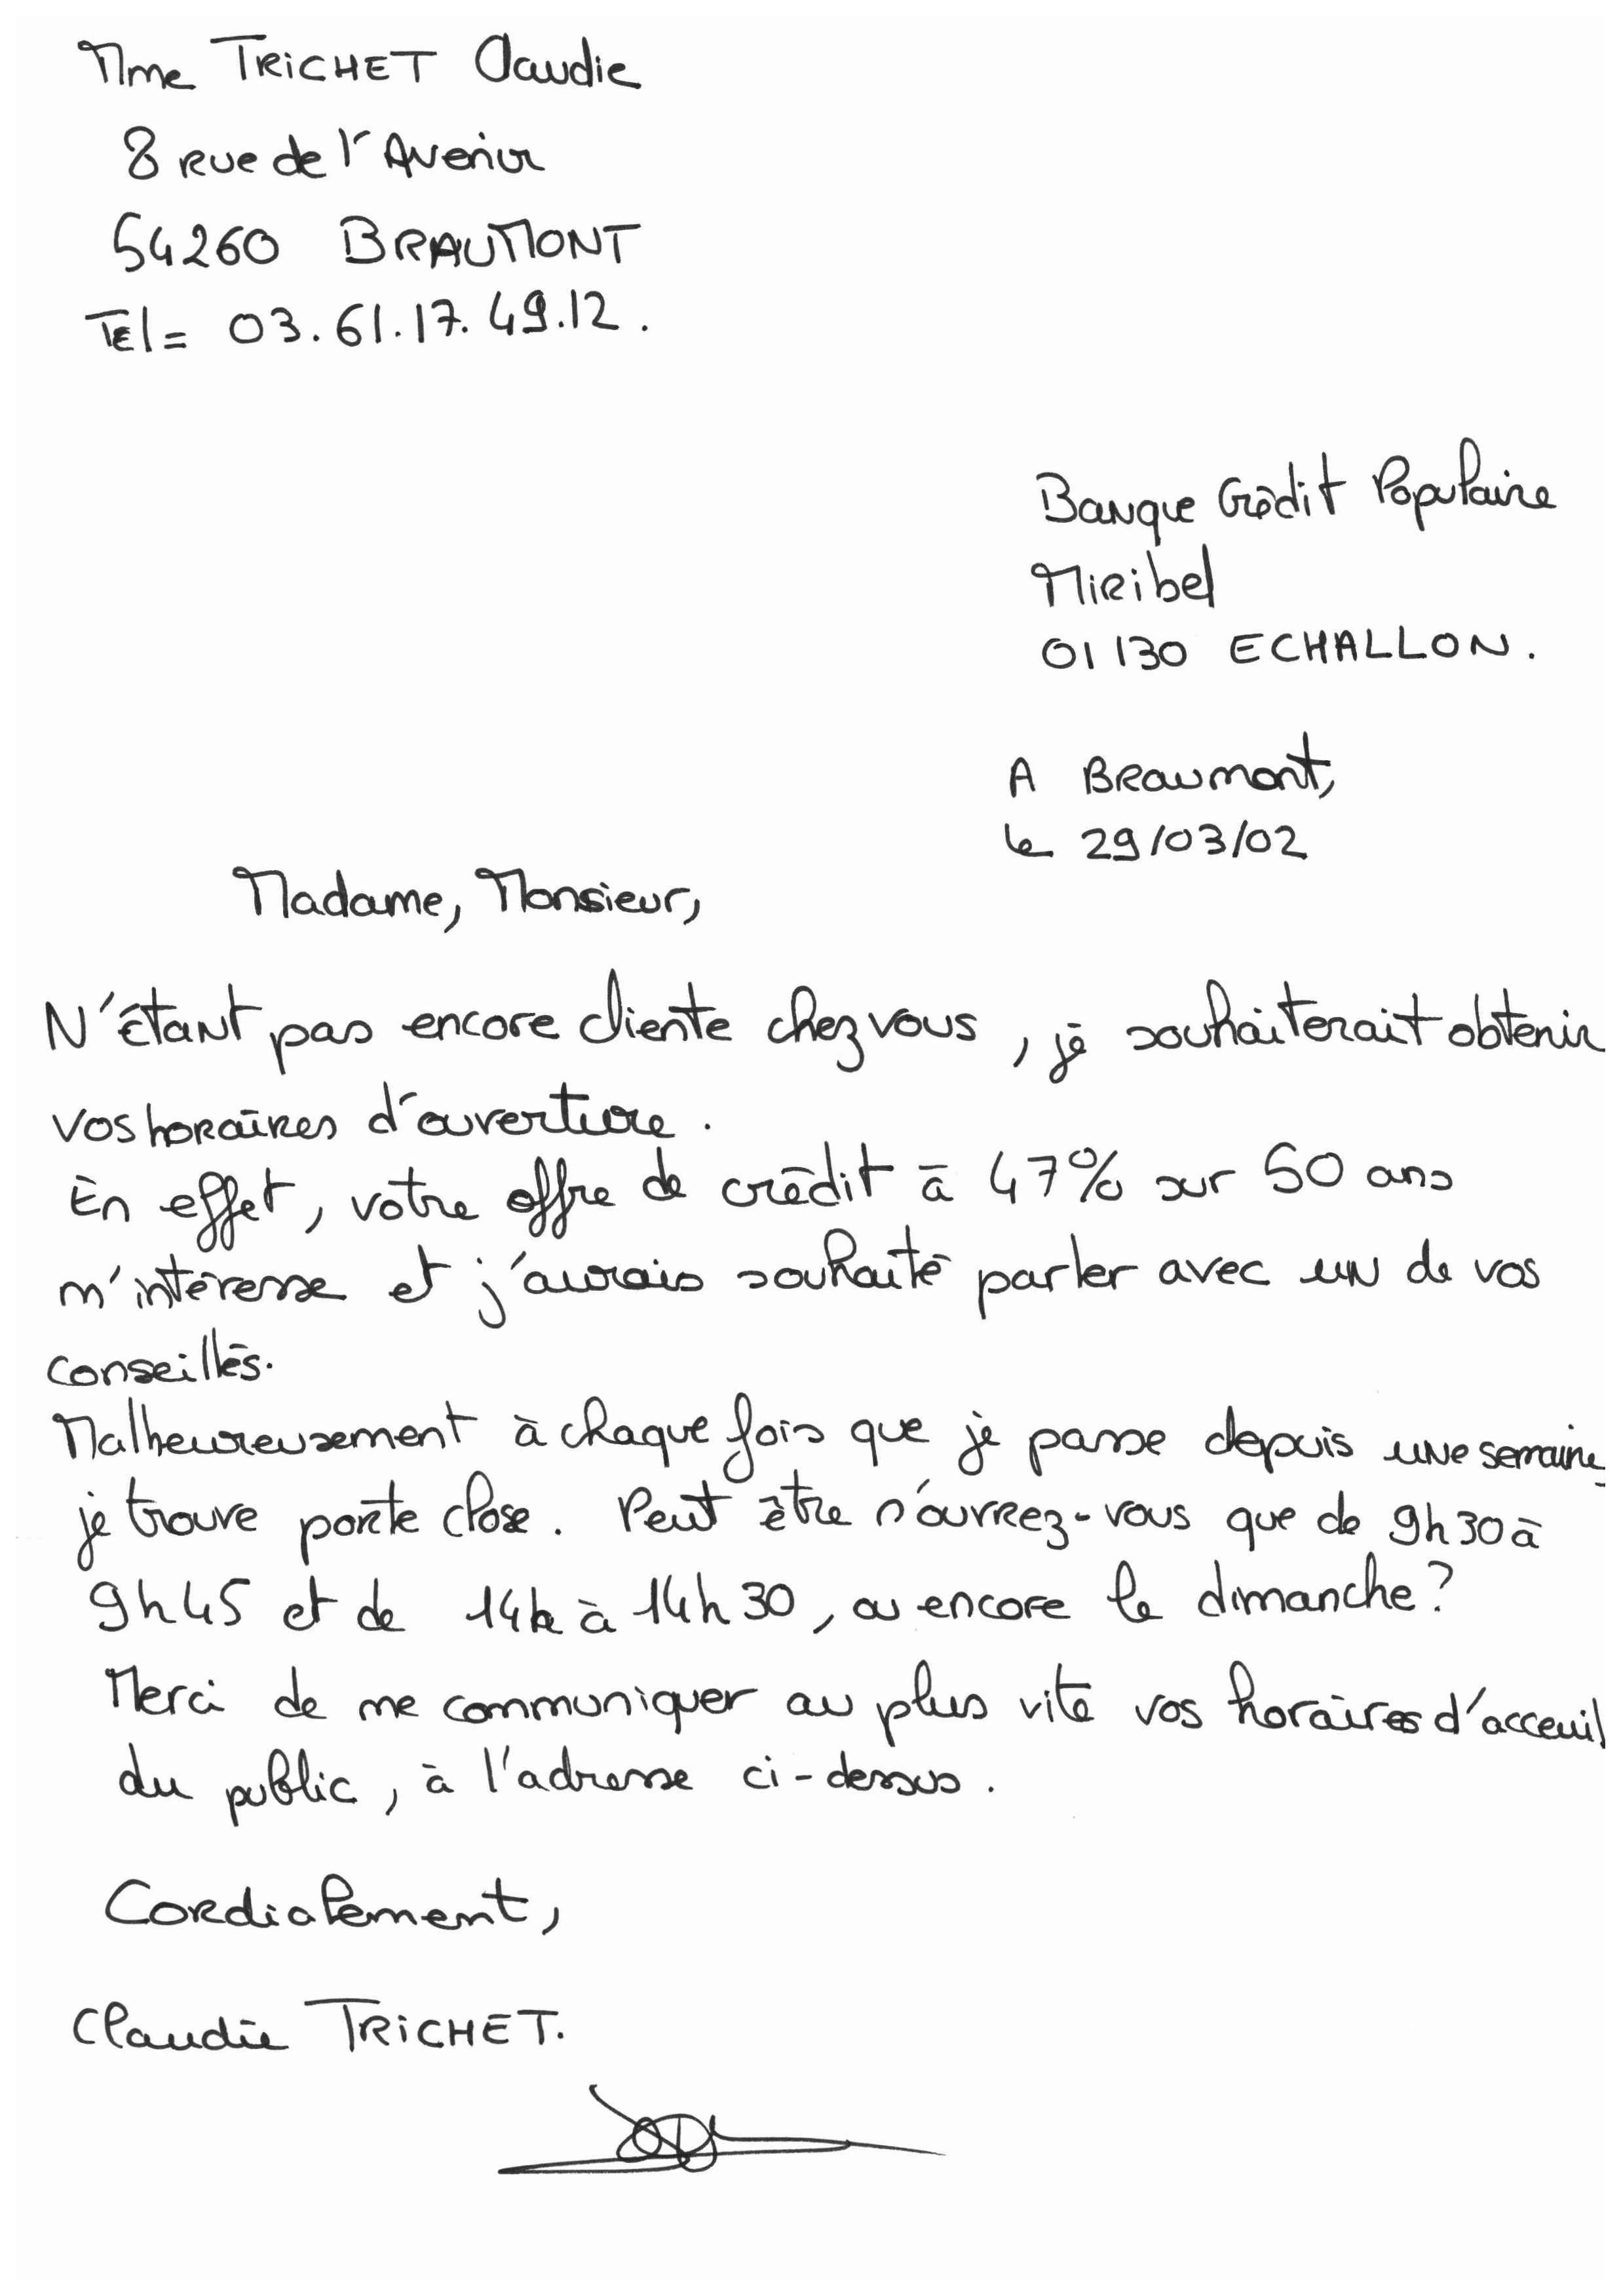 Mme TRICHET Claudie
8 rue de l'Avenir
54260 BRAUMONT
Tel = 03.61.17.49.12.
Banque Crédit Populaire
Miribel
01130 ECHALLON.
A Braumont,
le 29/03/02
Madame, Monsieur,
N'étant pas encore cliente chez vous, je souhaiterait obtenir
vos horaires d'ouverture.
En effet, votre offre de crédit à 47% sur 50 ans
m'intéresse et j'aurais souhaité parler avec un de vos
conseillés.
Malheureusement à chaque fois que je passe depuis une semaine,
je trouve porte close. Peut être n'ouvrez-vous que de 9h30 à
9h45 et de 14h à 14h30, ou encore le dimanche?
Merci de me communiquer au plus vite vos horaires d'acceuil
du public, à l'adresse ci-dessus.
Cordialement,
Claudie TRICHET.